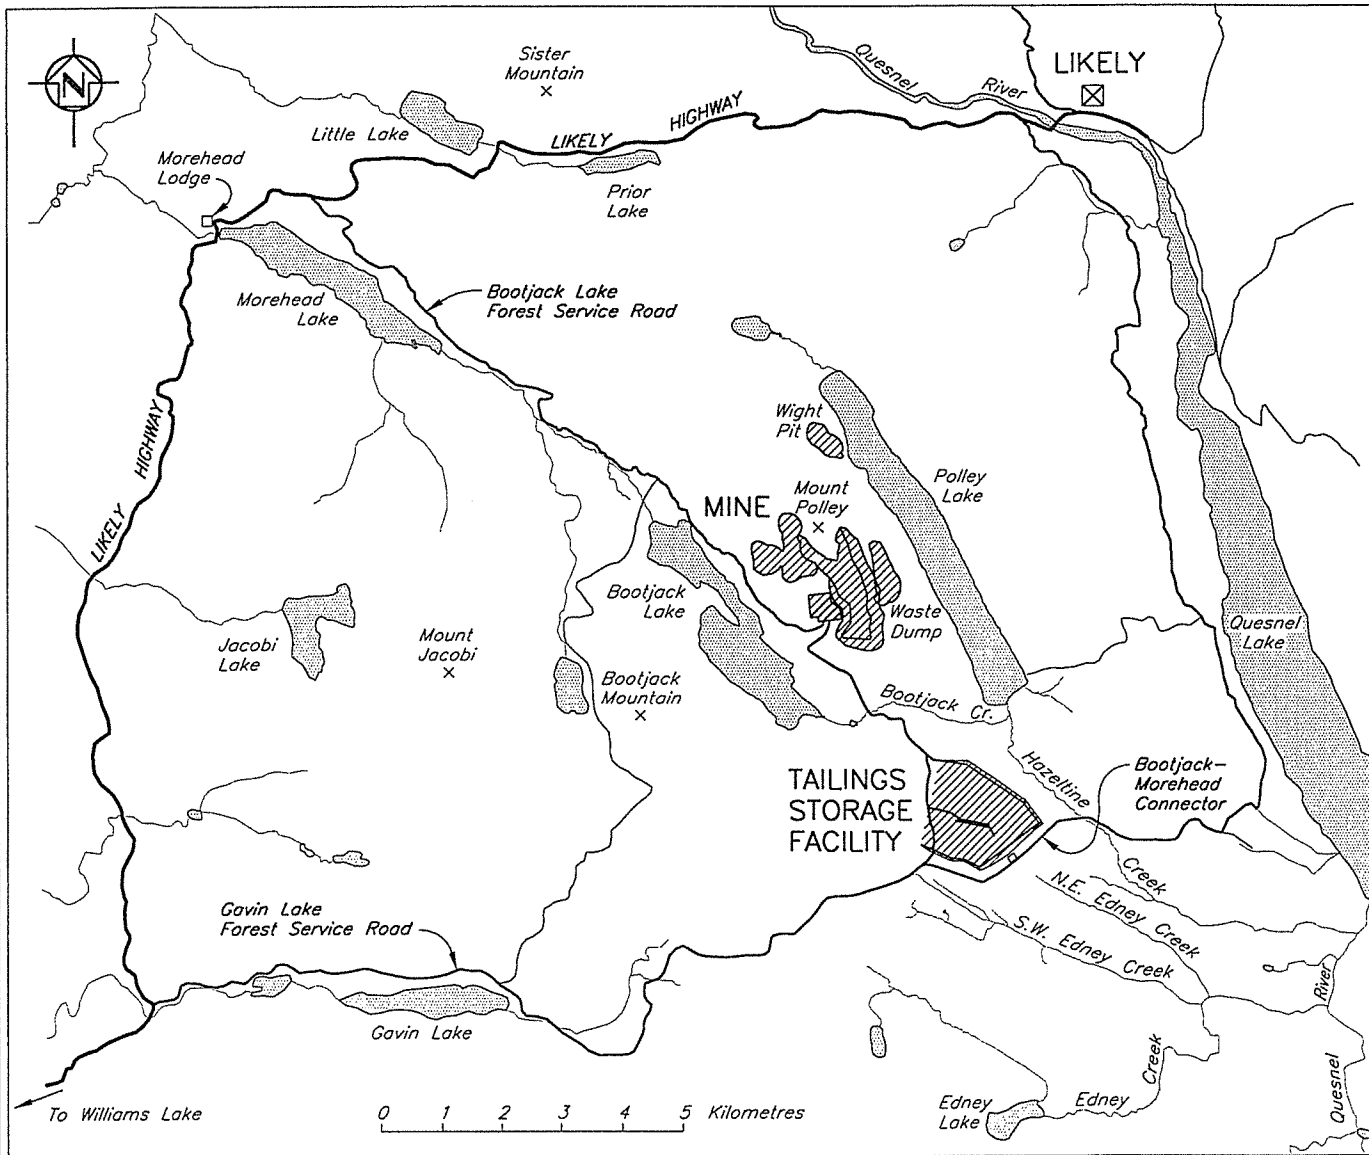 N
Sister
Mountain
Quesnel
River
LIKELY
Little Lake
LIKELY
HIGHWAY
Morehead
Lodge
Prior
Lake
Bootjack Lake
Forest Service Road
Morehead
Lake
Wight
Pit
HIGHWAY
LIKELY
Polley
Lake
Mount
Polley
MINE
Bootjack
Lake
Waste
Dump
Quesnel
Lake
Jacobi
Lake
Mount
Jacobi
Bootjack
Mountain
Bootjack Cr.
Hazeltine
Creek
TAILINGS
STORAGE
FACILITY
Bootjack–
Morehead
Connector
N.E. Edney Creek
S.W. Edney Creek
Gavin Lake
Forest Service Road
Gavin Lake
River
Quesnel
Creek
Edney
Edney
Lake
To Williams Lake
0 1 2 3 4 5 Kilometres